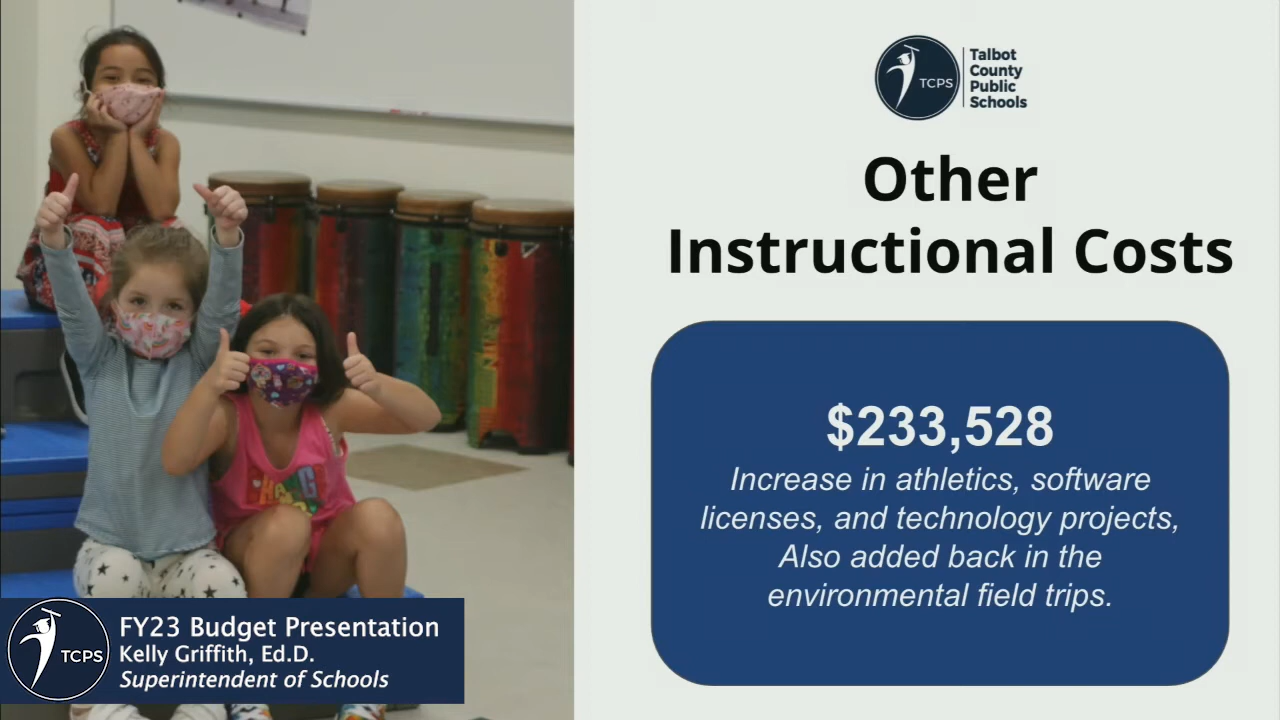 TCPS
Talbot
County
Public
Schools
Other
Instructional Costs
$233,528
Increase in athletics, software
licenses, and technology projects,
Also added back in the
environmental field trips.
TCPS
FY23 Budget Presentation
Kelly Griffith, Ed.D.
Superintendent of Schools